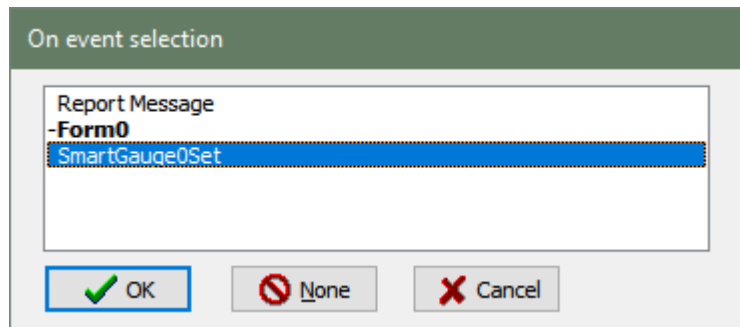 On event selection
Report Message
-Form0
SmartGauge0Set
OK
None
Cancel